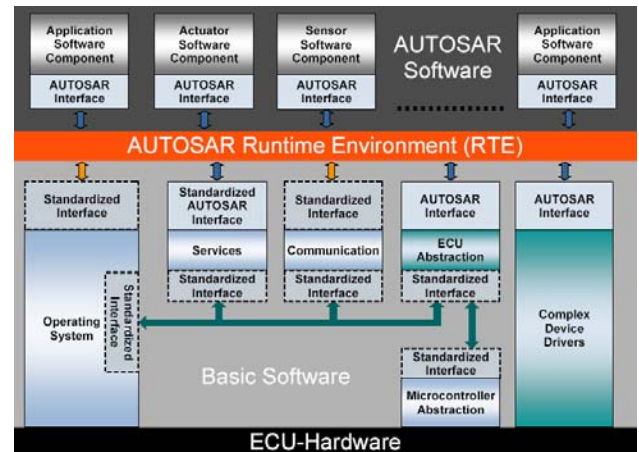 Application
Software
Component
AUTOSAR
Interface
Actuator
Software
Component
AUTOSAR
Interface
Sensor
Software
Component
AUTOSAR
Interface
AUTOSAR
Software
Application
Software
Component
AUTOSAR
Interface
AUTOSAR Runtime Environment (RTE)
Standardized
Interface
Operating
System
Standardized
Interface
Standardized
AUTOSAR
Interface
Services
Standardized
Interface
Standardized
Interface
Communication
Standardized
Interface
AUTOSAR
Interface
ECU
Abstraction
Standardized
Interface
Standardized
Interface
Microcontroller
Abstraction
AUTOSAR
Interface
Complex
Device
Drivers
Basic Software
ECU-Hardware